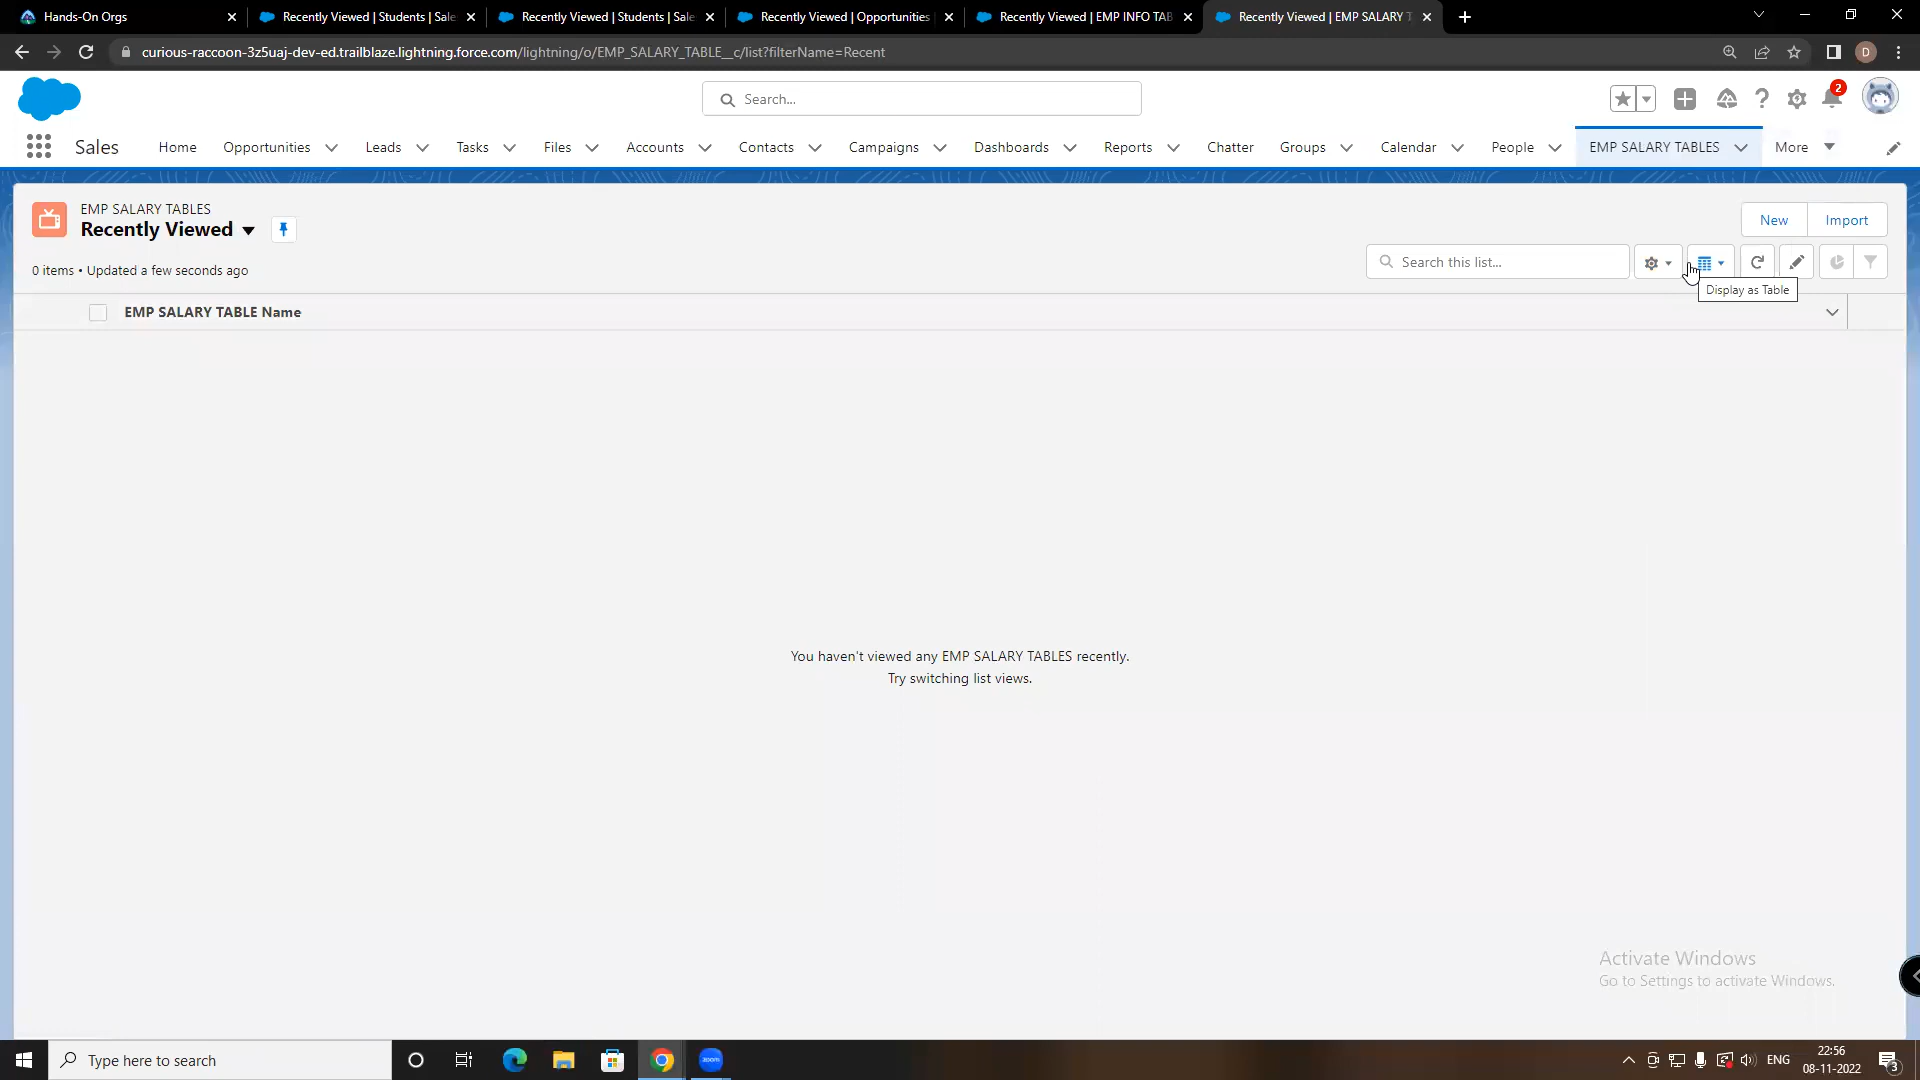 Hands-On Orgs
Recently Viewed | Students | Sale
Recently Viewed | Students | Sale
Recently Viewed | Opportunities
Recently Viewed | EMP INFO TAB
Recently Viewed | EMP SALARY T
curious-raccoon-3z5uaj-dev-ed.trailblaze.lightning.force.com/lightning/o/EMP_SALARY_TABLE__c/list?filterName=Recent
D
Search...
2
Sales
Home
Opportunities
Leads
Tasks
Files
Accounts
Contacts
Campaigns
Dashboards
Reports
Chatter
Groups
Calendar
People
EMP SALARY TABLES
More
EMP SALARY TABLES
Recently Viewed
New
Import
0 items • Updated a few seconds ago
Search this list...
Display as Table
EMP SALARY TABLE Name
You haven't viewed any EMP SALARY TABLES recently.
Try switching list views.
Activate Windows
Go to Settings to activate Windows.
Type here to search
zoom
ENG
22:56
08-11-2022
3